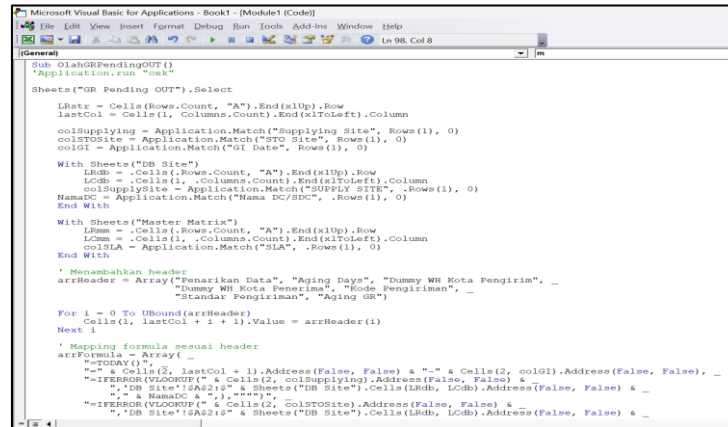 Microsoft Visual Basic for Applications - Book1 - [Module1 (Code)]
File Edit View Insert Format Debug Run Tools Add-Ins Window Help
Ln 98, Col 8
(General)
m
Sub OlahGRPendingOUT()
'Application.run "cek"
Sheets("GR Pending OUT").Select
LRstr = Cells(Rows.Count, "A").End(xlUp).Row
lastCol = Cells(1, Columns.Count).End(xlToLeft).Column
colSupplying = Application.Match("Supplying Site", Rows(1), 0)
colSTOSite = Application.Match("STO Site", Rows(1), 0)
colGI = Application.Match("GI Date", Rows(1), 0)
With Sheets("DB Site")
LRdb = .Cells(.Rows.Count, "A").End(xlUp).Row
LCdb = .Cells(1, .Columns.Count).End(xlToLeft).Column
colSupplySite = Application.Match("SUPPLY SITE", .Rows(1), 0)
NamaDC = Application.Match("Nama DC/SDC", .Rows(1), 0)
End With
With Sheets("Master Matrix")
LRmm = .Cells(.Rows.Count, "A").End(xlUp).Row
LCmm = .Cells(1, .Columns.Count).End(xlToLeft).Column
colSLA = Application.Match("SLA", .Rows(1), 0)
End With
' Menambahkan header
arrHeader = Array("Penarikan Data", "Aging Days", "Dummy WH Kota Pengirim", _
"Dummy WH Kota Penerima", "Kode Pengiriman", _
"Standar Pengiriman", "Aging GR")
For i = 0 To UBound(arrHeader)
Cells(1, lastCol + i + 1).Value = arrHeader(i)
Next i
' Mapping formula sesuai header
arrFormula = Array( _
"=TODAY()", _
"=" & Cells(2, lastCol + 1).Address(False, False) & "-" & Cells(2, colGI).Address(False, False), _
"=IFERROR(VLOOKUP(" & Cells(2, colSupplying).Address(False, False) & _
",'DB Site'!$A$2:$" & Sheets("DB Site").Cells(LRdb, LCdb).Address(False, False) & _
"," & NamaDC & ",),"""")", _
"=IFERROR(VLOOKUP(" & Cells(2, colSTOSite).Address(False, False) & _
",'DB Site'!$A$2:$" & Sheets("DB Site").Cells(LRdb, LCdb).Address(False, False) & _